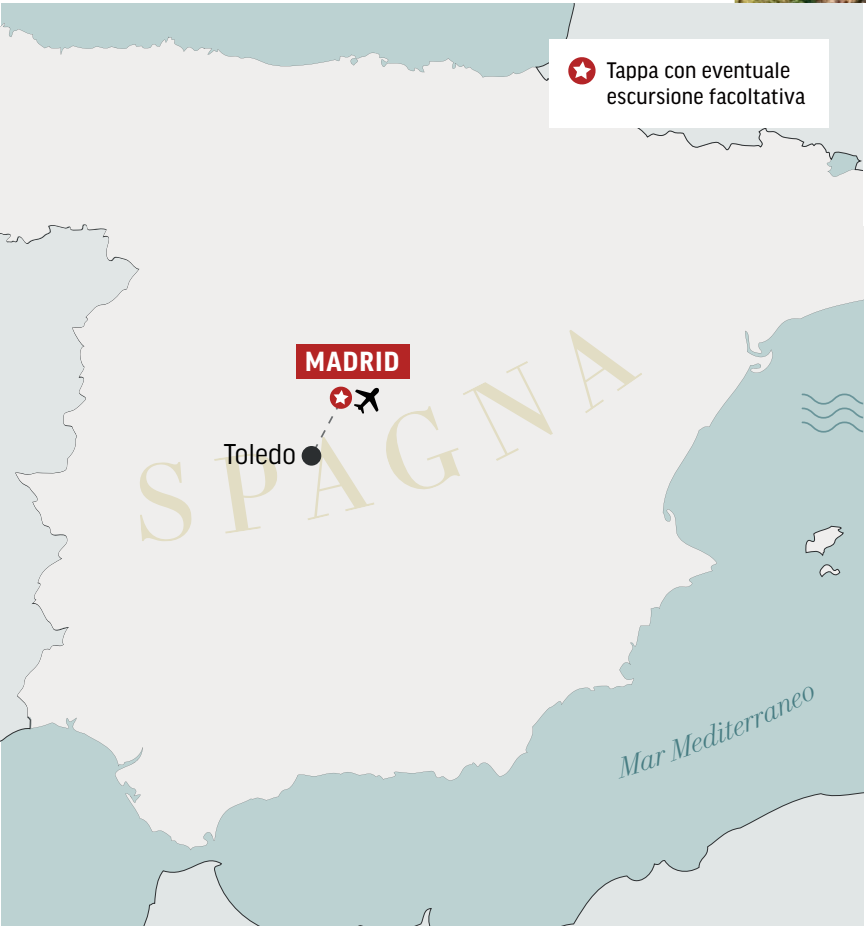 Tappa con eventuale
escursione facoltativa
MADRID
Toledo
SPAGNA
Mar Mediterraneo